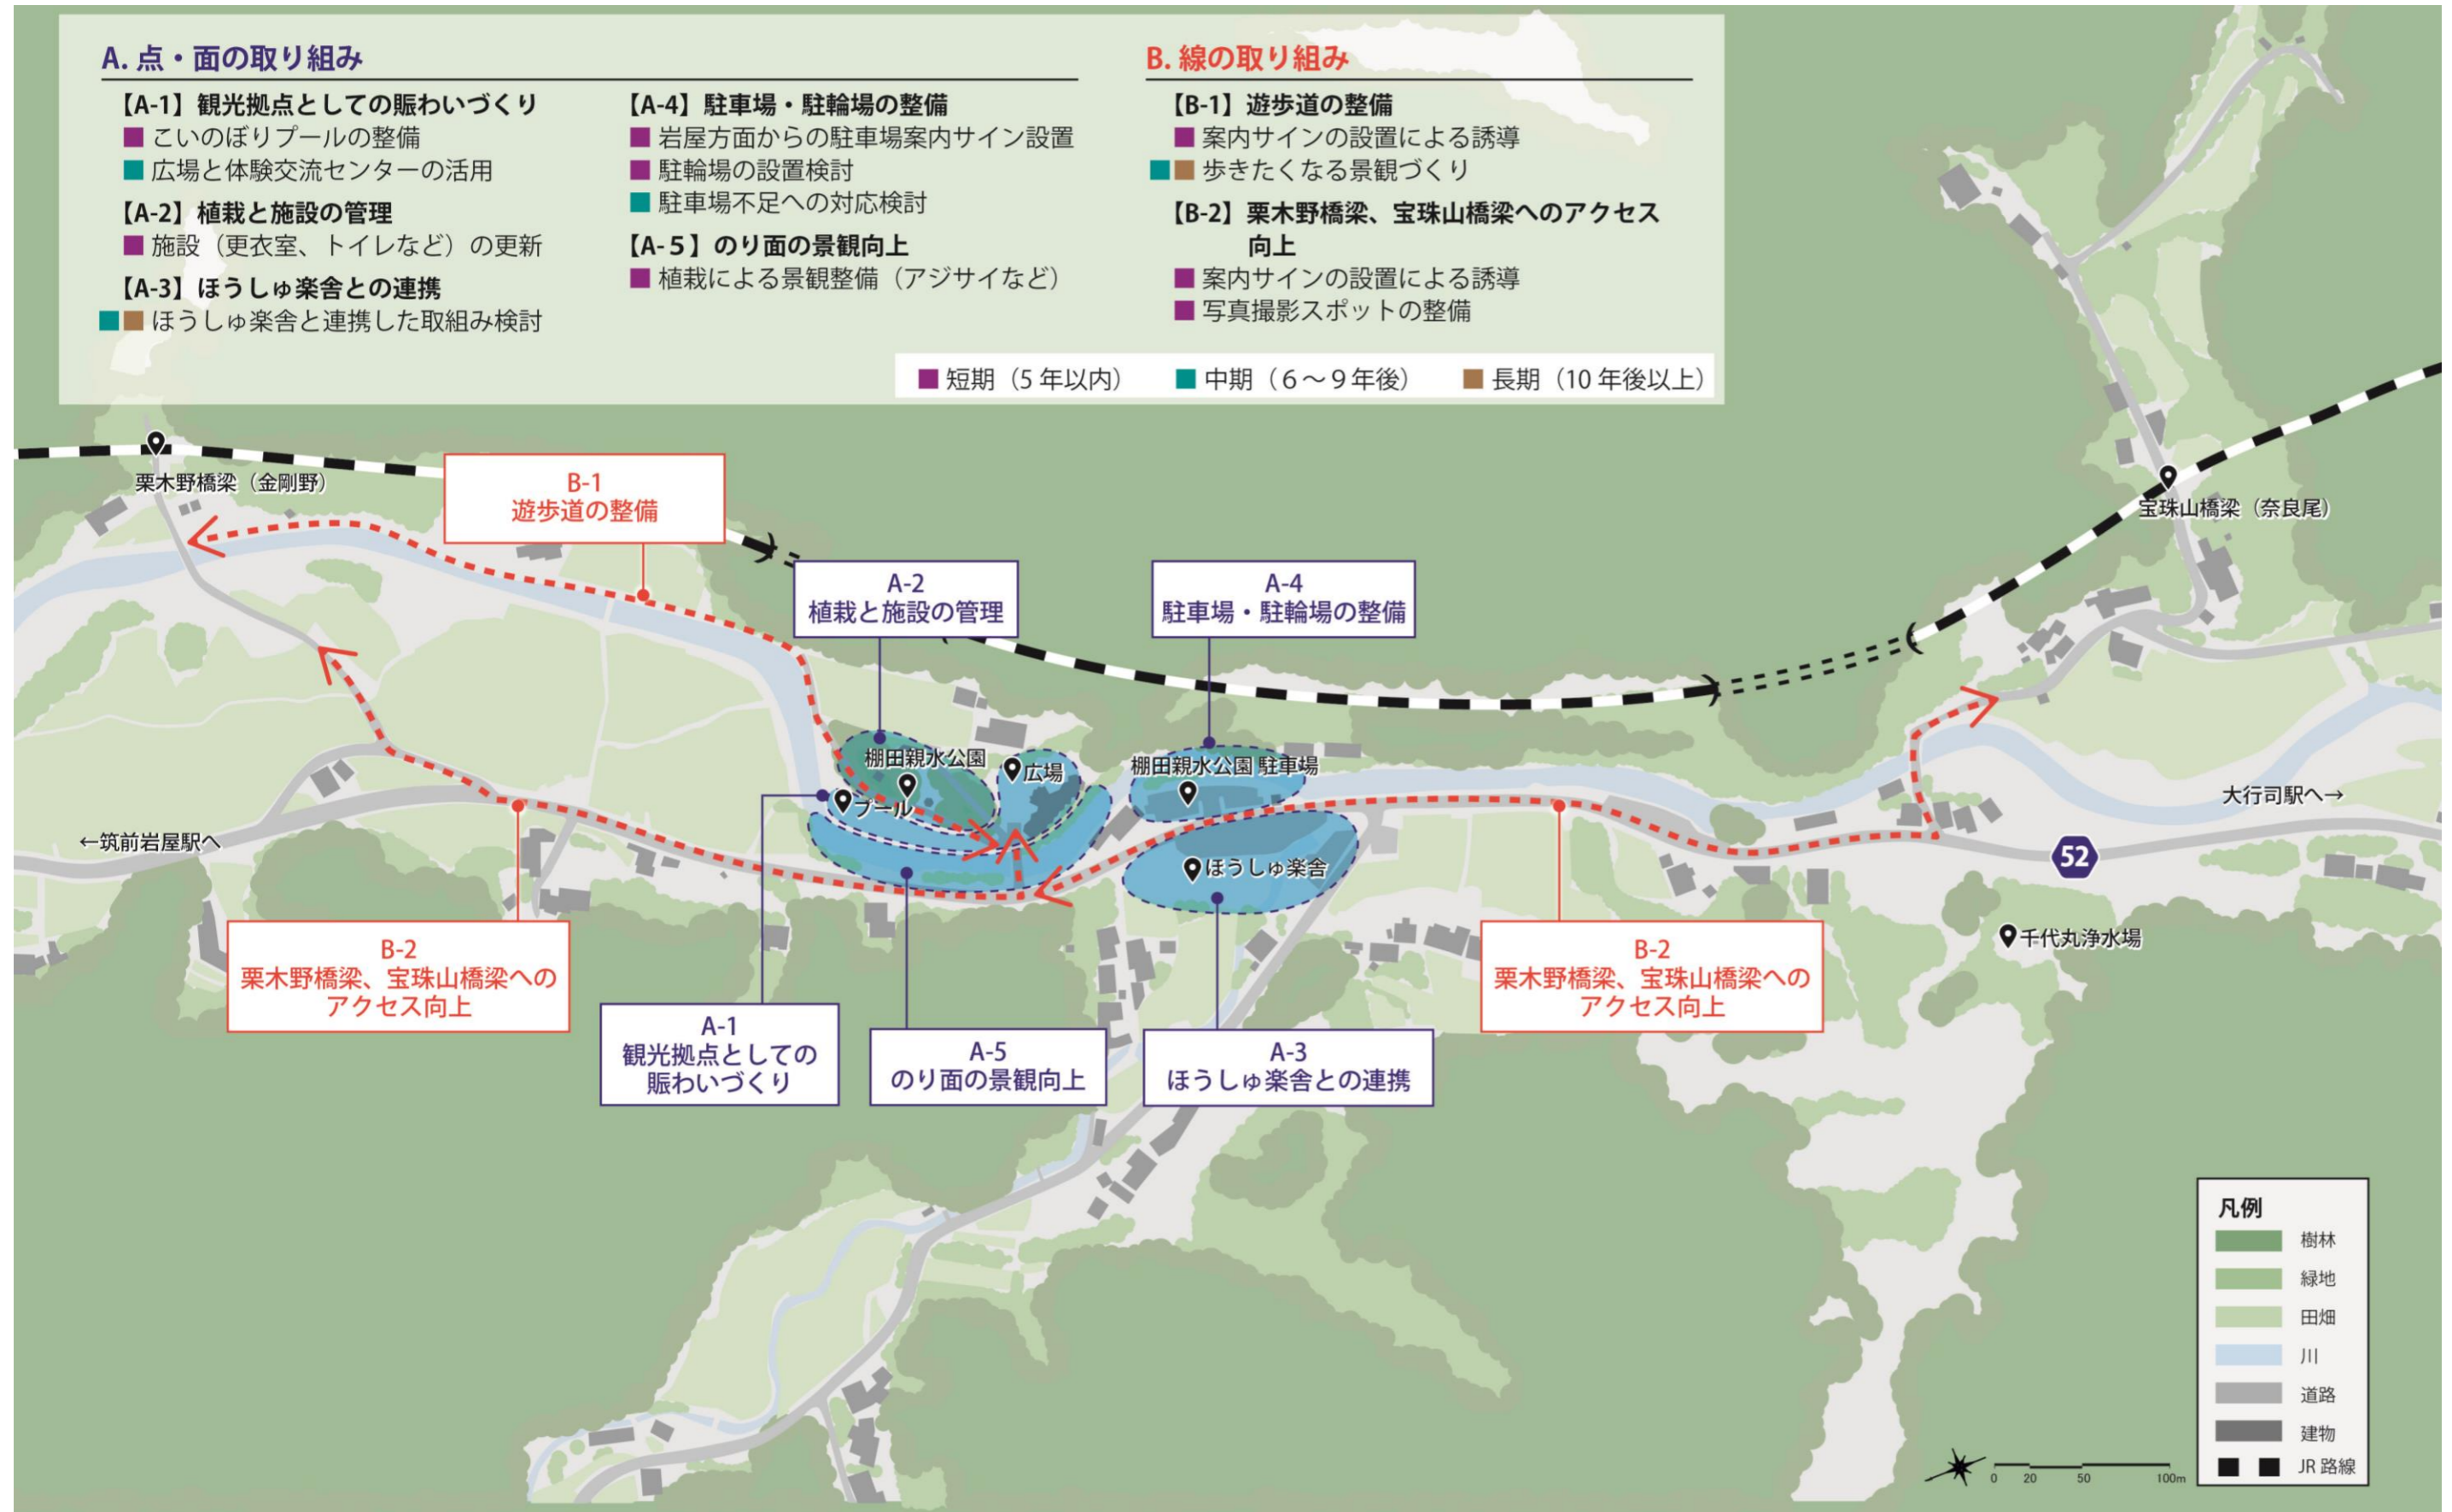 A. 点・面の取り組み
【A-1】観光拠点としての賑わいづくり
こいのぼりプールの整備
広場と体験交流センターの活用
【A-2】植栽と施設の管理
施設（更衣室、トイレなど）の更新
【A-3】ほうしゅ楽舎との連携
ほうしゅ楽舎と連携した取組み検討
【A-4】駐車場・駐輪場の整備
岩屋方面からの駐車場案内サイン設置
駐輪場の設置検討
駐車場不足への対応検討
【A-５】のり面の景観向上
植栽による景観整備（アジサイなど）
B. 線の取り組み
【B-1】遊歩道の整備
案内サインの設置による誘導
歩きたくなる景観づくり
【B-2】栗木野橋梁、宝珠山橋梁へのアクセス
向上
案内サインの設置による誘導
写真撮影スポットの整備
短期（5 年以内）
中期（６～９年後）
長期（10 年後以上）
栗木野橋梁（金剛野）
B-1
遊歩道の整備
宝珠山橋梁（奈良尾）
A-2
植栽と施設の管理
A-4
駐車場・駐輪場の整備
棚田親水公園
広場
棚田親水公園 駐車場
プール
大行司駅へ→
←筑前岩屋駅へ
52
ほうしゅ楽舎
千代丸浄水場
B-2
栗木野橋梁、宝珠山橋梁への
アクセス向上
B-2
栗木野橋梁、宝珠山橋梁への
アクセス向上
A-1
観光拠点としての
賑わいづくり
A-5
のり面の景観向上
A-3
ほうしゅ楽舎との連携
凡例
樹林
緑地
田畑
川
道路
建物
JR 路線
0 20 50 100m